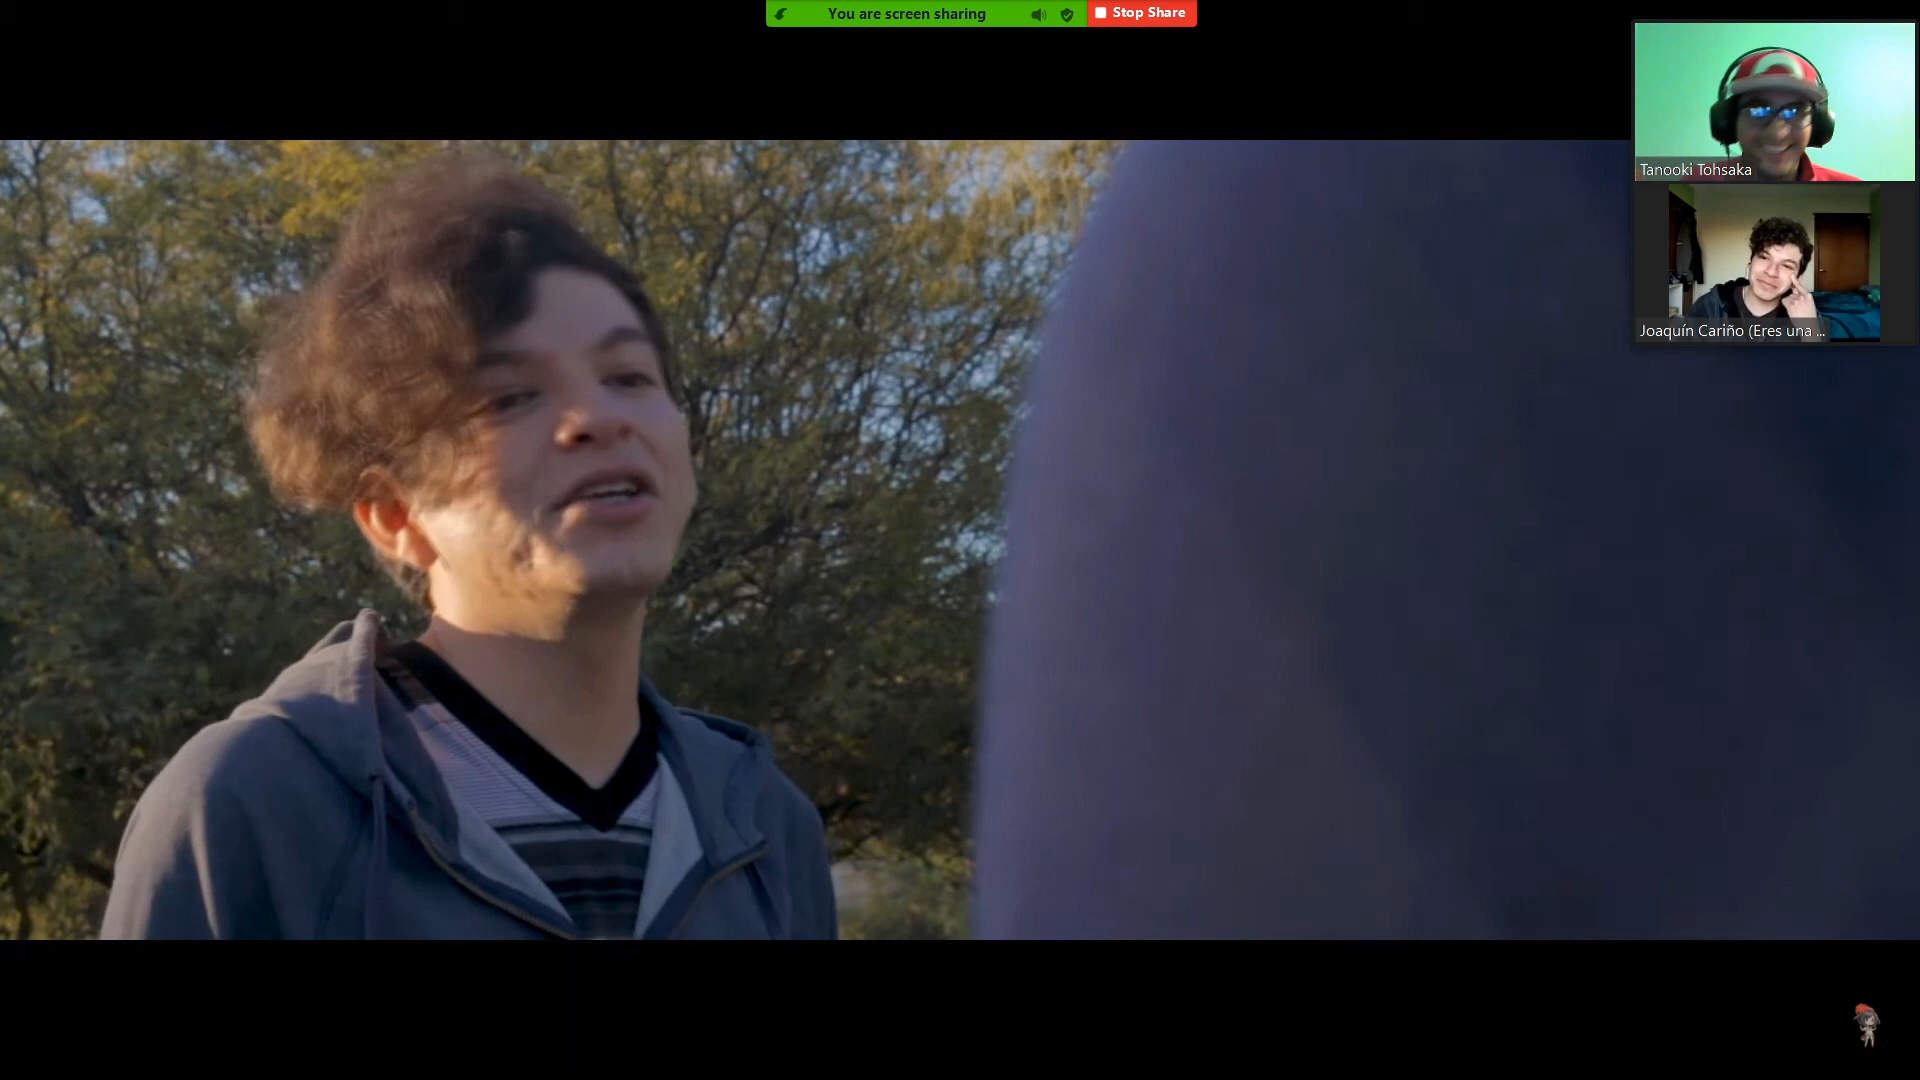 You are screen sharing
Stop Share
Tanooki Tohsaka
Joaquín Cariño (Eres una ...